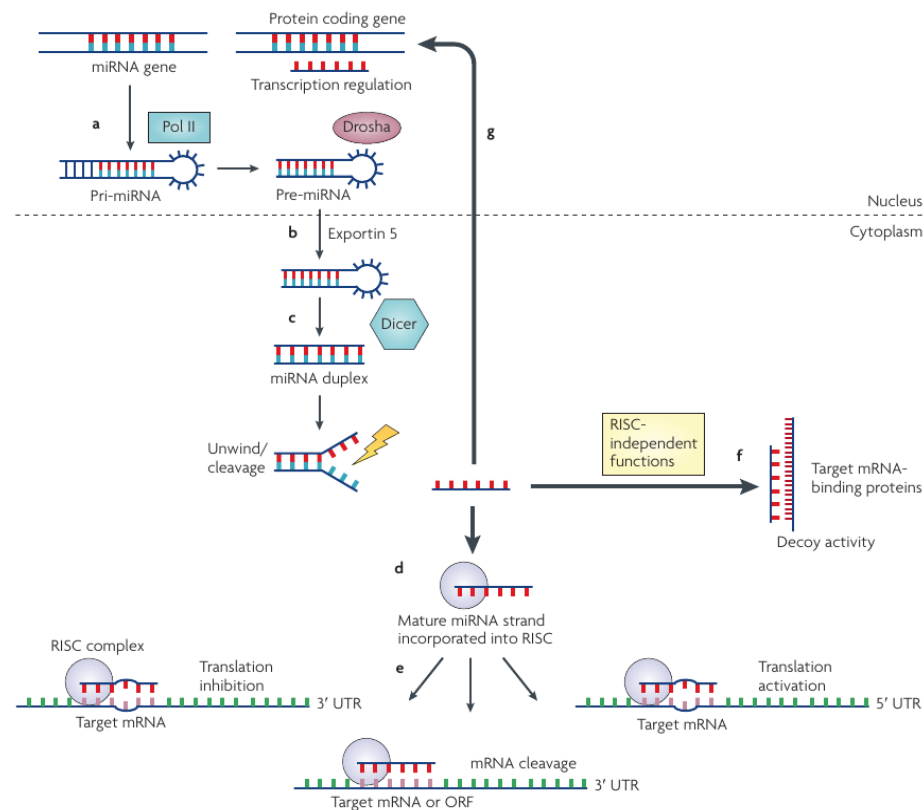 Protein coding gene
miRNA gene
Transcription regulation
a
Pol II
Drosha
g
Pri-miRNA
Pre-miRNA
Nucleus
Cytoplasm
b
Exportin 5
c
Dicer
miRNA duplex
Unwind/
cleavage
RISC-
independent
functions
f
Target mRNA-
binding proteins
Decoy activity
d
Mature miRNA strand
incorporated into RISC
e
RISC complex
Translation
inhibition
3′ UTR
Target mRNA
Translation
activation
5′ UTR
Target mRNA
mRNA cleavage
3′ UTR
Target mRNA or ORF